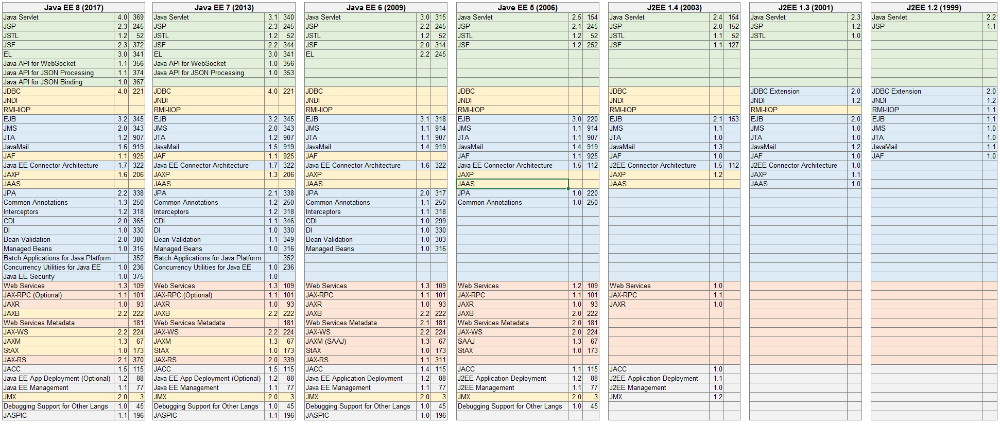 Java EE 8 (2017) Java EE 7 (2013) Java EE 6 (2009) Jave EE 5 (2006) J2EE 1.4 (2003) J2EE 1.3 (2001) J2EE 1.2 (1999)
Java Servlet 4.0 369 Java Servlet 3.1 340 Java Servlet 3.0 315 Java Servlet 2.5 154 Java Servlet 2.4 154 Java Servlet 2.3 Java Servlet 2.2
JSP 2.3 245 JSP 2.3 245 JSP 2.2 245 JSP 2.1 245 JSP 2.0 152 JSP 1.2 JSP 1.1
JSTL 1.2 52 JSTL 1.2 52 JSTL 1.2 52 JSTL 1.2 52 JSTL 1.1 52 JSTL 1.0
JSF 2.3 372 JSF 2.2 344 JSF 2.0 314 JSF 1.2 252 JSF 1.1 127
EL 3.0 341 EL 3.0 341 EL 2.2 245
Java API for WebSocket 1.1 356 Java API for WebSocket 1.0 356
Java API for JSON Processing 1.1 374 Java API for JSON Processing 1.0 353
Java API for JSON Binding 1.0 367
JDBC 4.0 221 JDBC 4.0 221 JDBC JDBC JDBC JDBC Extension 2.0 JDBC Extension 2.0
JNDI JNDI JNDI JNDI JNDI JNDI 1.2 JNDI 1.2
RMI-IIOP RMI-IIOP RMI-IIOP RMI-IIOP RMI-IIOP RMI-IIOP RMI-IIOP 1.1
EJB 3.2 345 EJB 3.2 345 EJB 3.1 318 EJB 3.0 220 EJB 2.1 153 EJB 2.0 EJB 1.1
JMS 2.0 343 JMS 2.0 343 JMS 1.1 914 JMS 1.1 914 JMS 1.1 JMS 1.0 JMS 1.0
JTA 1.2 907 JTA 1.2 907 JTA 1.1 907 JTA 1.1 907 JTA 1.0 JTA 1.0 JTA 1.0
JavaMail 1.6 919 JavaMail 1.5 919 JavaMail 1.4 919 JavaMail 1.4 919 JavaMail 1.3 JavaMail 1.2 JavaMail 1.1
JAF 1.1 925 JAF 1.1 925 JAF JAF 1.1 925 JAF 1.0 JAF 1.0 JAF 1.0
Java EE Connector Architecture 1.7 322 Java EE Connector Architecture 1.7 322 Java EE Connector Architecture 1.6 322 Java EE Connector Architecture 1.5 112 J2EE Connector Architecture 1.5 112 J2EE Connector Architecture 1.0
JAXP 1.6 206 JAXP 1.3 206 JAXP JAXP JAXP 1.2 JAXP 1.1
JAAS JAAS JAAS JAAS JAAS JAAS 1.0
JPA 2.2 338 JPA 2.1 338 JPA 2.0 317 JPA 1.0 220
Common Annotations 1.3 250 Common Annotations 1.2 250 Common Annotations 1.1 250 Common Annotations 1.0 250
Interceptors 1.2 318 Interceptors 1.2 318 Interceptors 1.1 318
CDI 2.0 365 CDI 1.1 346 CDI 1.0 299
DI 1.0 330 DI 1.0 330 DI 1.0 330
Bean Validation 2.0 380 Bean Validation 1.1 349 Bean Validation 1.0 303
Managed Beans 1.0 316 Managed Beans 1.0 316 Managed Beans 1.0 316
Batch Applications for Java Platform 352 Batch Applications for Java Platform 352
Concurrency Utilities for Java EE 1.0 236 Concurrency Utilities for Java EE 1.0 236
Java EE Security 1.0 375 1.0
Web Services 1.3 109 Web Services 1.3 109 Web Services 1.3 109 Web Services 1.2 109 Web Services 1.0
JAX-RPC (Optional) 1.1 101 JAX-RPC (Optional) 1.1 101 JAX-RPC 1.1 101 JAX-RPC 1.1 101 JAX-RPC 1.1
JAXR 1.0 93 JAXR 1.0 93 JAXR 1.0 93 JAXR 1.0 93 JAXR 1.0
JAXB 2.2 222 JAXB 2.2 222 JAXB 2.2 222 JAXB 2.0 222
Web Services Metadata 181 Web Services Metadata 181 Web Services Metadata 2.1 181 Web Services Metadata 2.0 181
JAX-WS 2.2 224 JAX-WS 2.2 224 JAX-WS 2.2 224 JAX-WS 2.0 224
JAXM 1.3 67 JAXM 1.3 67 JAXM (SAAJ) 1.3 67 SAAJ 1.3 67
StAX 1.0 173 StAX 1.0 173 StAX 1.0 173 StAX 1.0 173
JAX-RS 2.1 370 JAX-RS 2.0 339 JAX-RS 1.1 311
JACC 1.5 115 JACC 1.5 115 JACC 1.4 115 JACC 1.1 115 JACC 1.0
Java EE App Deployment (Optional) 1.2 88 Java EE App Deployment (Optional) 1.2 88 Java EE Application Deployment 1.2 88 J2EE Application Deployment 1.2 88 J2EE Application Deployment 1.1
Java EE Management 1.1 77 Java EE Management 1.1 77 Java EE Management 1.1 77 J2EE Management 1.1 77 J2EE Management 1.0
JMX 2.0 3 JMX 2.0 3 JMX 2.0 3 JMX 2.0 3 JMX 1.2
Debugging Support for Other Langs 1.0 45 Debugging Support for Other Langs 1.0 45 Debugging Support for Other Langs 1.0 45 Debugging Support for Other Langs 1.0 45
JASPIC 1.1 196 JASPIC 1.1 196 JASPIC 1.0 196